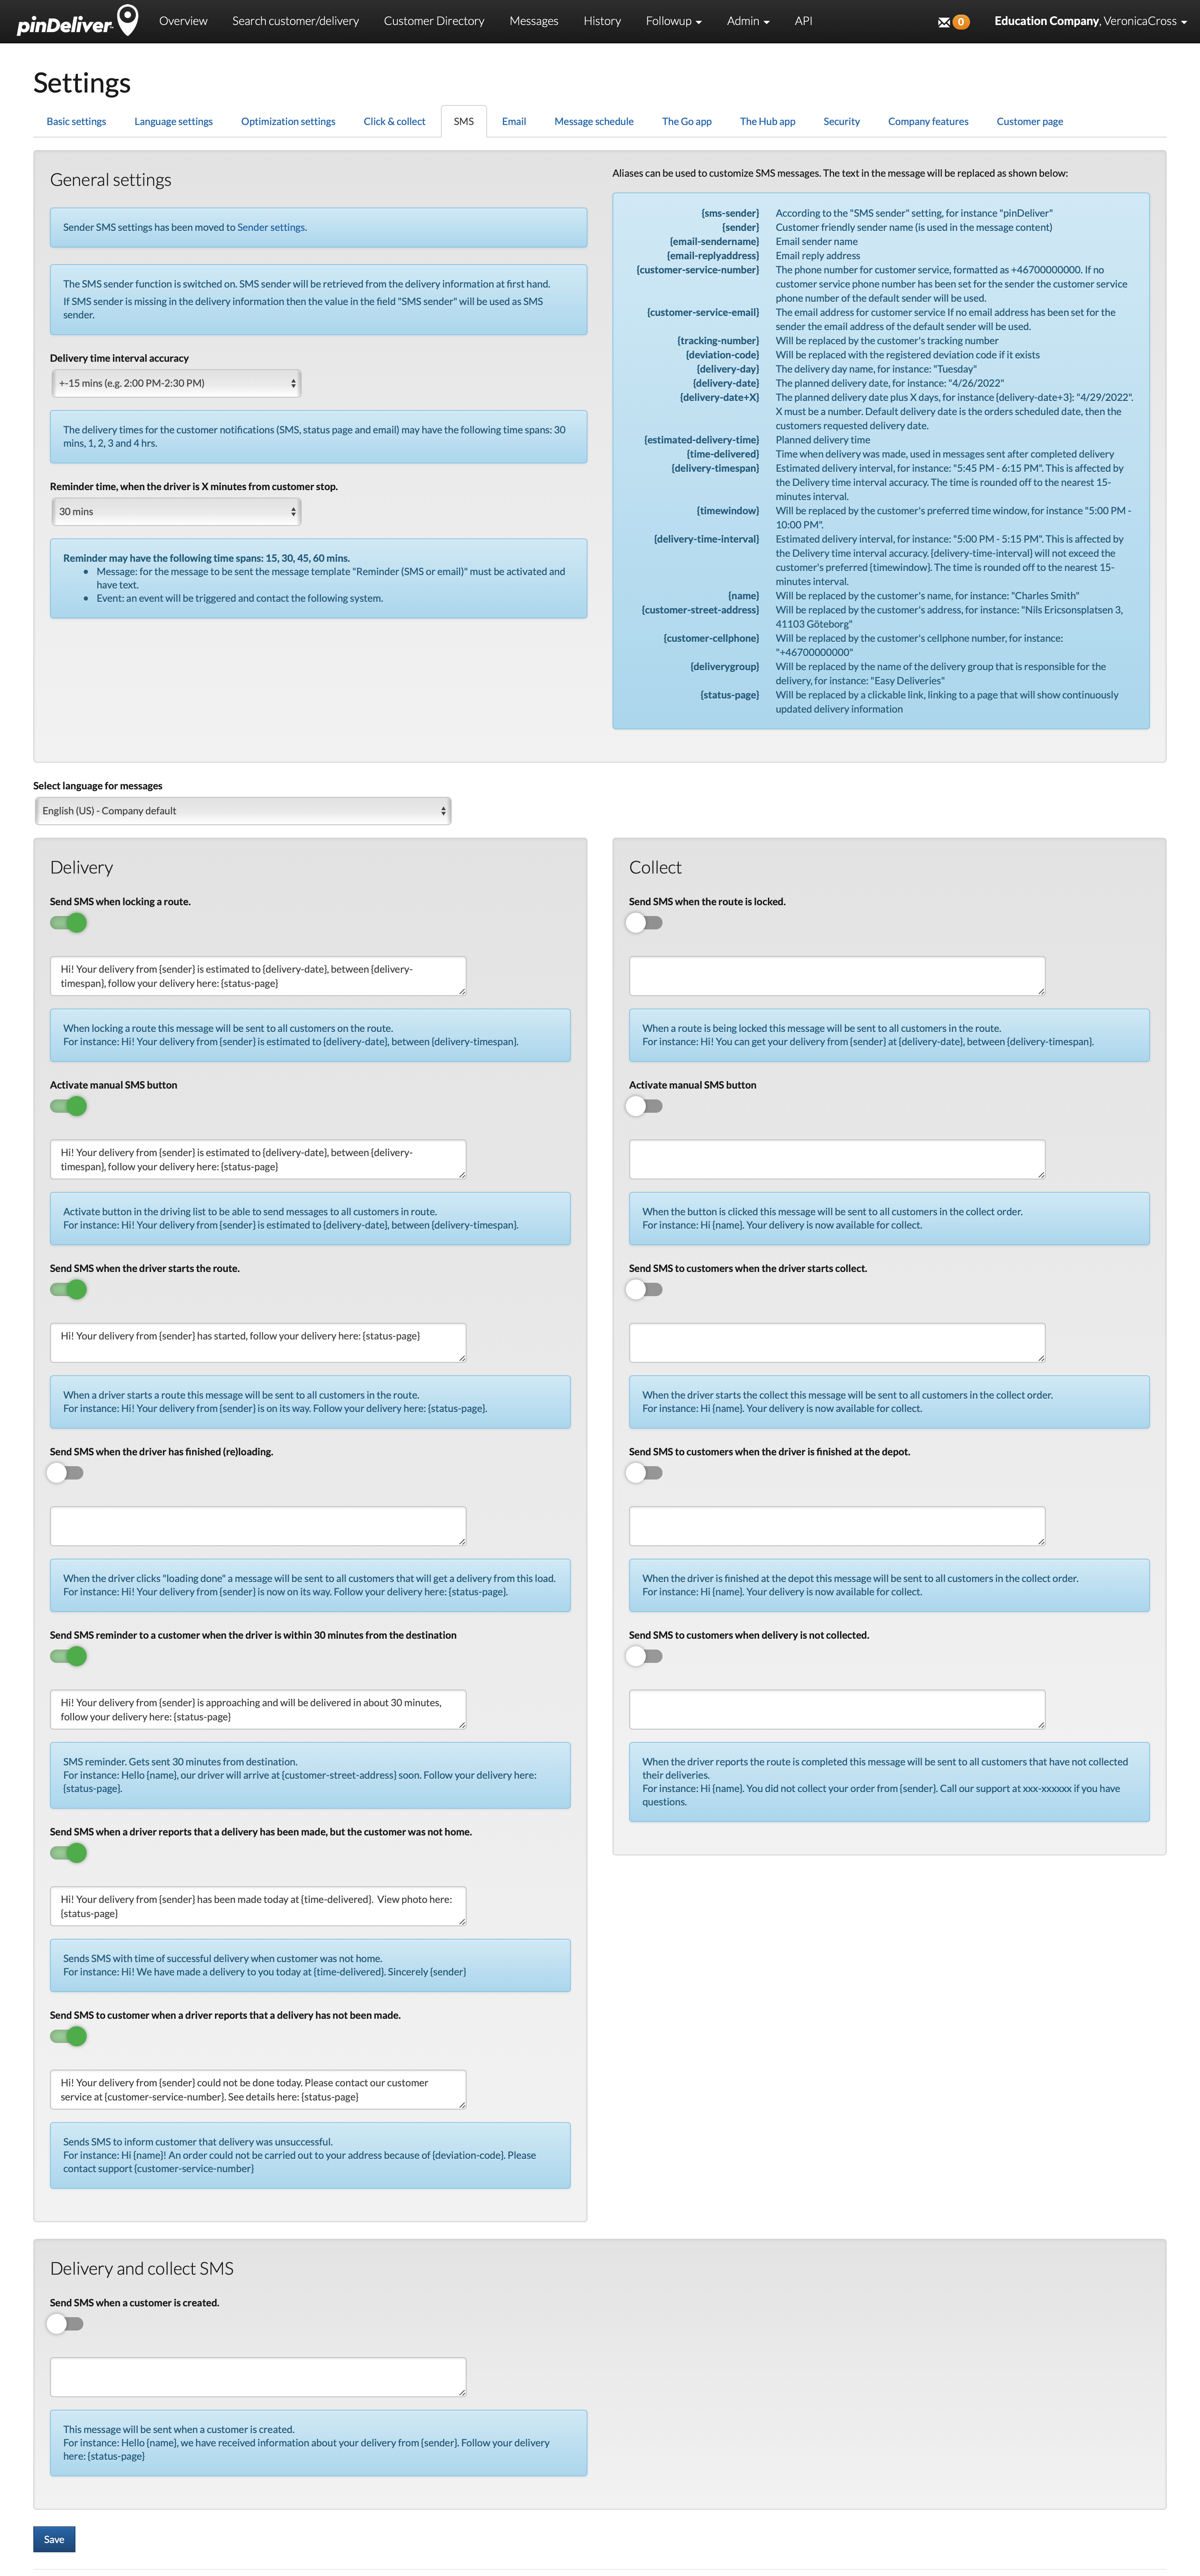 pinDeliver
Overview
Search customer/delivery
Customer Directory
Messages
History
Followup
Admin
API
0
Education Company, VeronicaCross
Settings
Basic settings
Language settings
Optimization settings
Click & collect
SMS
Email
Message schedule
The Go app
The Hub app
Security
Company features
Customer page
General settings
Sender SMS settings has been moved to Sender settings.
The SMS sender function is switched on. SMS sender will be retrieved from the delivery information at first hand.
If SMS sender is missing in the delivery information then the value in the field "SMS sender" will be used as SMS
sender.
Delivery time interval accuracy
+-15 mins (e.g. 2:00 PM-2:30 PM)
The delivery times for the customer notifications (SMS, status page and email) may have the following time spans: 30
mins, 1, 2, 3 and 4 hrs.
Reminder time, when the driver is X minutes from customer stop.
30 mins
Reminder may have the following time spans: 15, 30, 45, 60 mins.
• Message: for the message to be sent the message template "Reminder (SMS or email)" must be activated and
have text.
• Event: an event will be triggered and contact the following system.
Aliases can be used to customize SMS messages. The text in the message will be replaced as shown below:
{sms-sender} According to the "SMS sender" setting, for instance "pinDeliver"
{sender} Customer friendly sender name (is used in the message content)
{email-sendername} Email sender name
{email-replyaddress} Email reply address
{customer-service-number} The phone number for customer service, formatted as +46700000000. If no
customer service phone number has been set for the sender the customer service
phone number of the default sender will be used.
{customer-service-email} The email address for customer service If no email address has been set for the
sender the email address of the default sender will be used.
{tracking-number} Will be replaced by the customer's tracking number
{deviation-code} Will be replaced with the registered deviation code if it exists
{delivery-day} The delivery day name, for instance: "Tuesday"
{delivery-date} The planned delivery date, for instance: "4/26/2022"
{delivery-date+X} The planned delivery date plus X days, for instance {delivery-date+3}: "4/29/2022".
X must be a number. Default delivery date is the orders scheduled date, then the
customers requested delivery date.
{estimated-delivery-time} Planned delivery time
{time-delivered} Time when delivery was made, used in messages sent after completed delivery
{delivery-timespan} Estimated delivery interval, for instance: "5:45 PM - 6:15 PM". This is affected by
the Delivery time interval accuracy. The time is rounded off to the nearest 15-
minutes interval.
{timewindow} Will be replaced by the customer's preferred time window, for instance "5:00 PM -
10:00 PM".
{delivery-time-interval} Estimated delivery interval, for instance: "5:00 PM - 5:15 PM". This is affected by
the Delivery time interval accuracy. {delivery-time-interval} will not exceed the
customer's preferred {timewindow}. The time is rounded off to the nearest 15-
minutes interval.
{name} Will be replaced by the customer's name, for instance: "Charles Smith"
{customer-street-address} Will be replaced by the customer's address, for instance: "Nils Ericsonsplatsen 3,
41103 Göteborg"
{customer-cellphone} Will be replaced by the customer's cellphone number, for instance:
"+46700000000"
{deliverygroup} Will be replaced by the name of the delivery group that is responsible for the
delivery, for instance: "Easy Deliveries"
{status-page} Will be replaced by a clickable link, linking to a page that will show continuously
updated delivery information
Select language for messages
English (US) - Company default
Delivery
Send SMS when locking a route.
Hi! Your delivery from {sender} is estimated to {delivery-date}, between {delivery-
timespan}, follow your delivery here: {status-page}
When locking a route this message will be sent to all customers on the route.
For instance: Hi! Your delivery from {sender} is estimated to {delivery-date}, between {delivery-timespan}.
Activate manual SMS button
Hi! Your delivery from {sender} is estimated to {delivery-date}, between {delivery-
timespan}, follow your delivery here: {status-page}
Activate button in the driving list to be able to send messages to all customers in route.
For instance: Hi! Your delivery from {sender} is estimated to {delivery-date}, between {delivery-timespan}.
Send SMS when the driver starts the route.
Hi! Your delivery from {sender} has started, follow your delivery here: {status-page}
When a driver starts a route this message will be sent to all customers in the route.
For instance: Hi! Your delivery from {sender} is on its way. Follow your delivery here: {status-page}.
Send SMS when the driver has finished (re)loading.
When the driver clicks "loading done" a message will be sent to all customers that will get a delivery from this load.
For instance: Hi! Your delivery from {sender} is now on its way. Follow your delivery here: {status-page}.
Send SMS reminder to a customer when the driver is within 30 minutes from the destination
Hi! Your delivery from {sender} is approaching and will be delivered in about 30 minutes,
follow your delivery here: {status-page}
SMS reminder. Gets sent 30 minutes from destination.
For instance: Hello {name}, our driver will arrive at {customer-street-address} soon. Follow your delivery here:
{status-page}.
Send SMS when a driver reports that a delivery has been made, but the customer was not home.
Hi! Your delivery from {sender} has been made today at {time-delivered}. View photo here:
{status-page}
Sends SMS with time of successful delivery when customer was not home.
For instance: Hi! We have made a delivery to you today at {time-delivered}. Sincerely {sender}
Send SMS to customer when a driver reports that a delivery has not been made.
Hi! Your delivery from {sender} could not be done today. Please contact our customer
service at {customer-service-number}. See details here: {status-page}
Sends SMS to inform customer that delivery was unsuccessful.
For instance: Hi {name}! An order could not be carried out to your address because of {deviation-code}. Please
contact support {customer-service-number}
Collect
Send SMS when the route is locked.
When a route is being locked this message will be sent to all customers in the route.
For instance: Hi! You can get your delivery from {sender} at {delivery-date}, between {delivery-timespan}.
Activate manual SMS button
When the button is clicked this message will be sent to all customers in the collect order.
For instance: Hi {name}. Your delivery is now available for collect.
Send SMS to customers when the driver starts collect.
When the driver starts the collect this message will be sent to all customers in the collect order.
For instance: Hi {name}. Your delivery is now available for collect.
Send SMS to customers when the driver is finished at the depot.
When the driver is finished at the depot this message will be sent to all customers in the collect order.
For instance: Hi {name}. Your delivery is now available for collect.
Send SMS to customers when delivery is not collected.
When the driver reports the route is completed this message will be sent to all customers that have not collected
their deliveries.
For instance: Hi {name}. You did not collect your order from {sender}. Call our support at xxx-xxxxxx if you have
questions.
Delivery and collect SMS
Send SMS when a customer is created.
This message will be sent when a customer is created.
For instance: Hello {name}, we have received information about your delivery from {sender}. Follow your delivery
here: {status-page}
Save